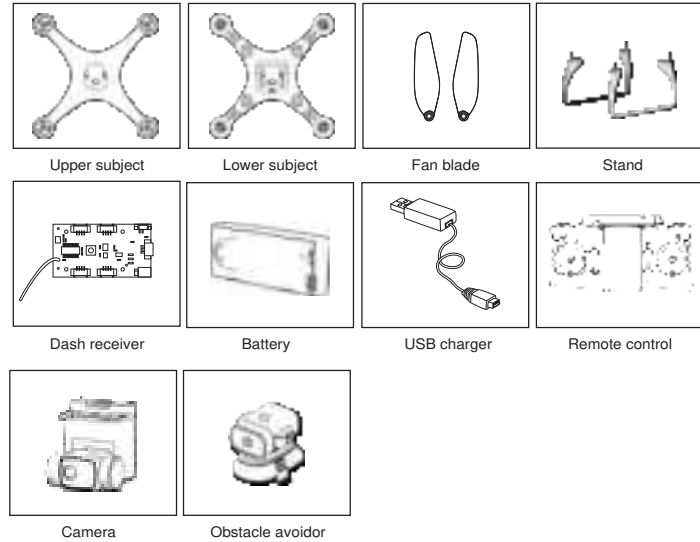 Upper subject
Lower subject
Fan blade
Stand
Dash receiver
Battery
USB charger
Remote control
Camera
Obstacle avoidor